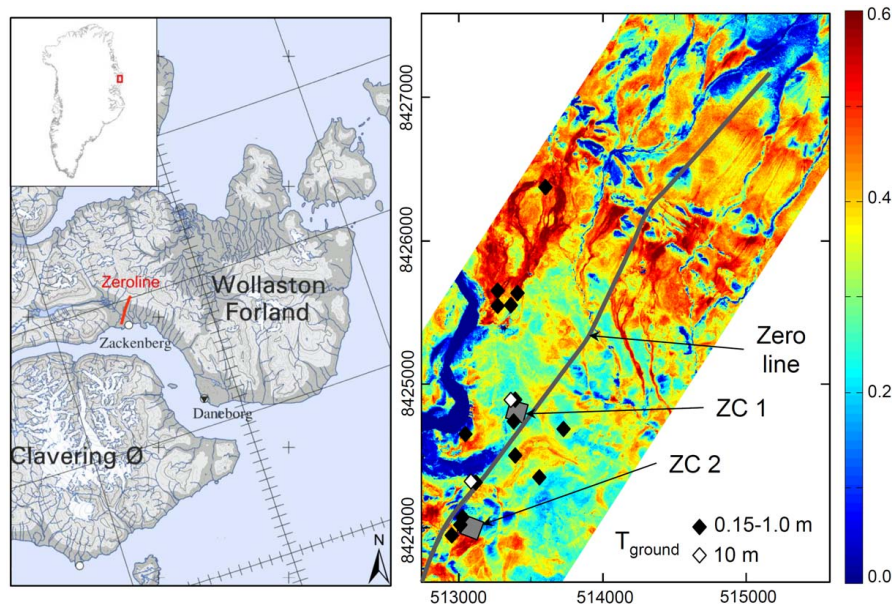 Zeroline
Wollaston
Forland
Zackenberg
Daneborg
Clavering Ø
N
8427000
8426000
8425000
8424000
513000
514000
515000
Zero
line
ZC 1
ZC 2
Tground
0.15-1.0 m
10 m
0.6
0.4
0.2
0.0